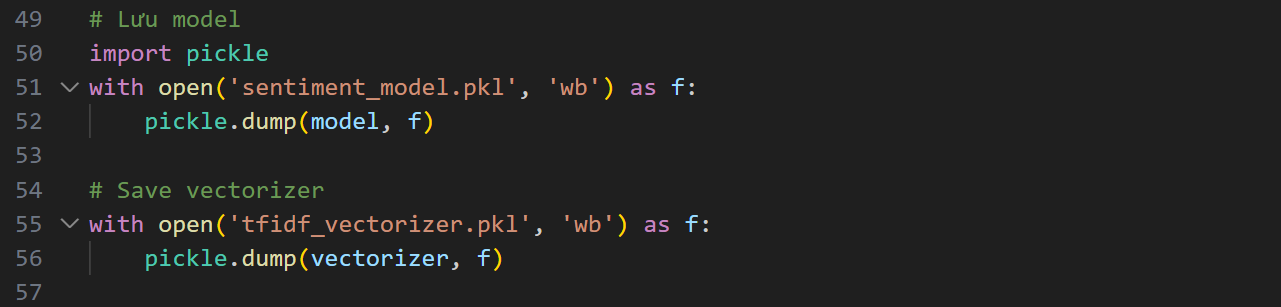 49 # Lưu model
50 import pickle
51 with open('sentiment_model.pkl', 'wb') as f:
52     pickle.dump(model, f)
53
54 # Save vectorizer
55 with open('tfidf_vectorizer.pkl', 'wb') as f:
56     pickle.dump(vectorizer, f)
57